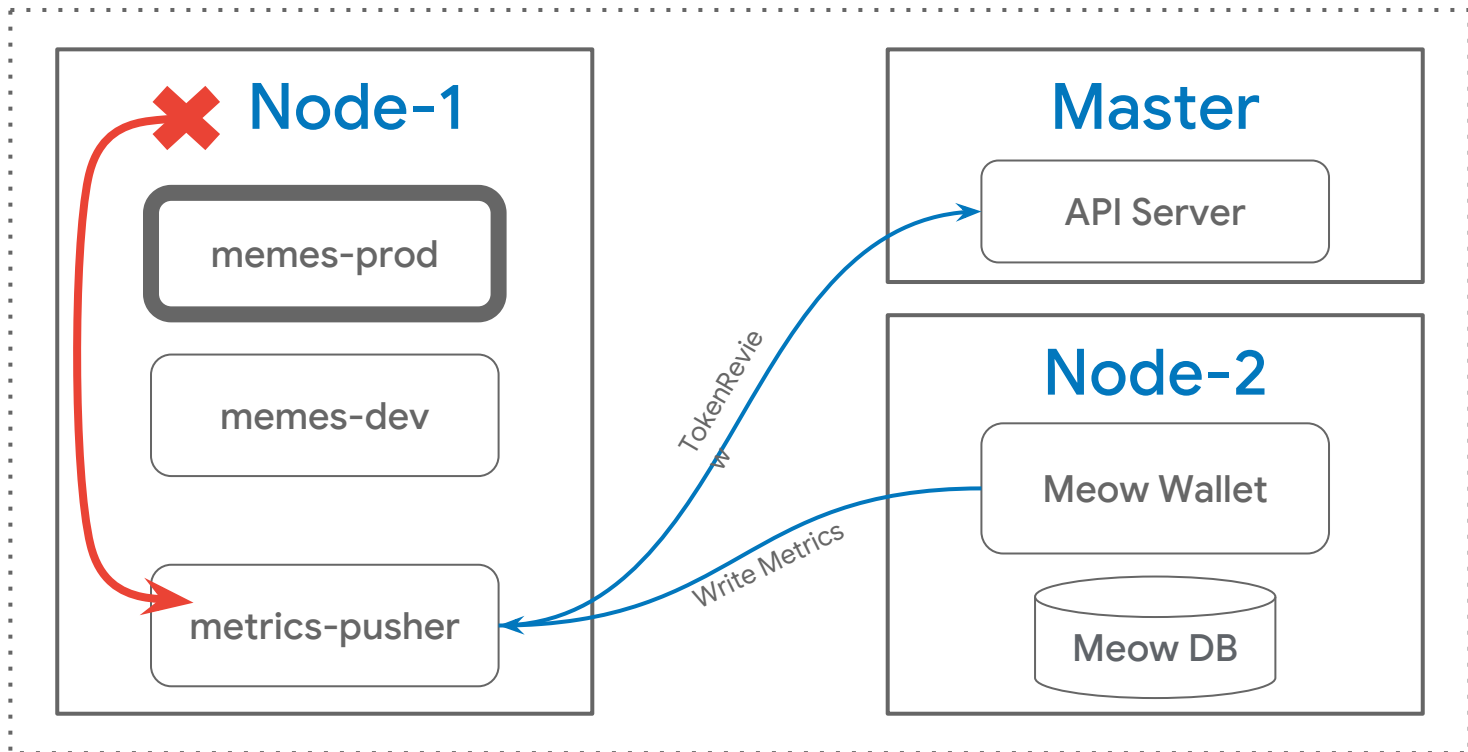 Node-1
memes-prod
memes-dev
metrics-pusher
TokenRevie
w
Write Metrics
Master
API Server
Node-2
Meow Wallet
Meow DB